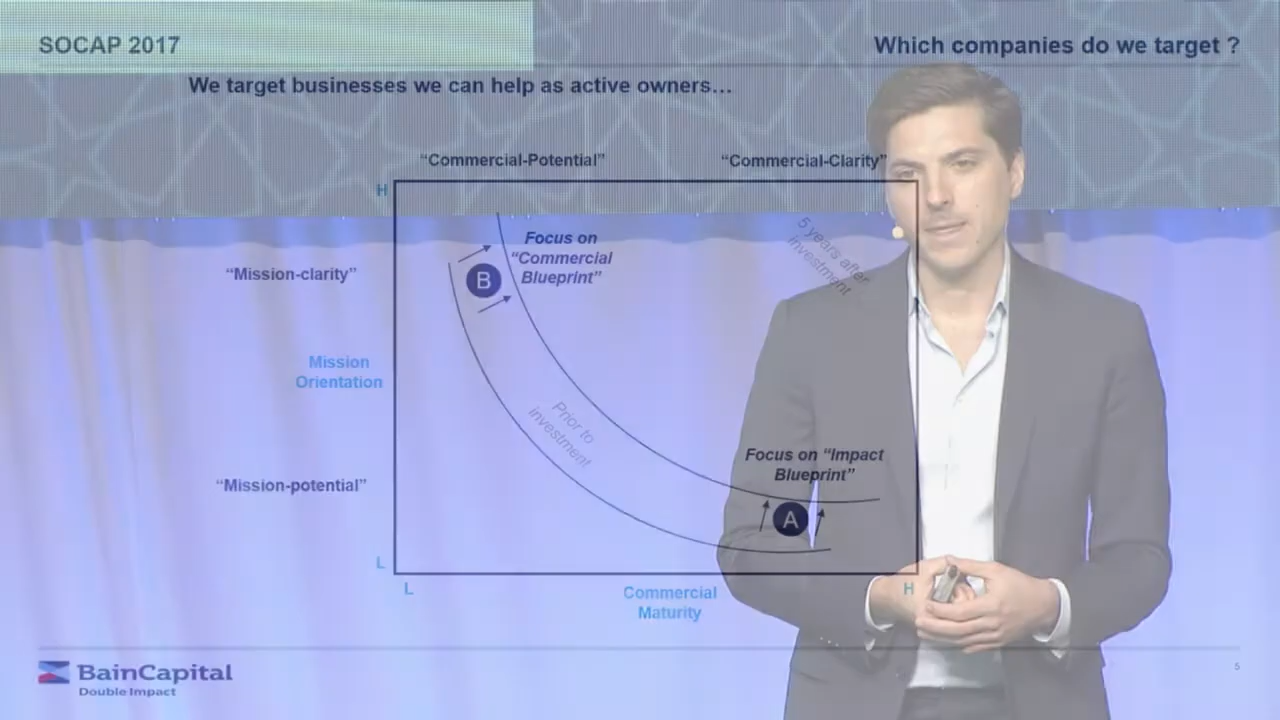 SOCAP 2017
Which companies do we target ?
We target businesses we can help as active owners…
“Commercial-Potential”
“Commercial-Clarity”
H
5 years after
investment
Focus on
“Commercial
Blueprint”
B
“Mission-clarity”
Mission
Orientation
Prior to
investment
Focus on “Impact
Blueprint”
“Mission-potential”
A
L
L
H
Commercial
Maturity
BainCapital
Double Impact
5